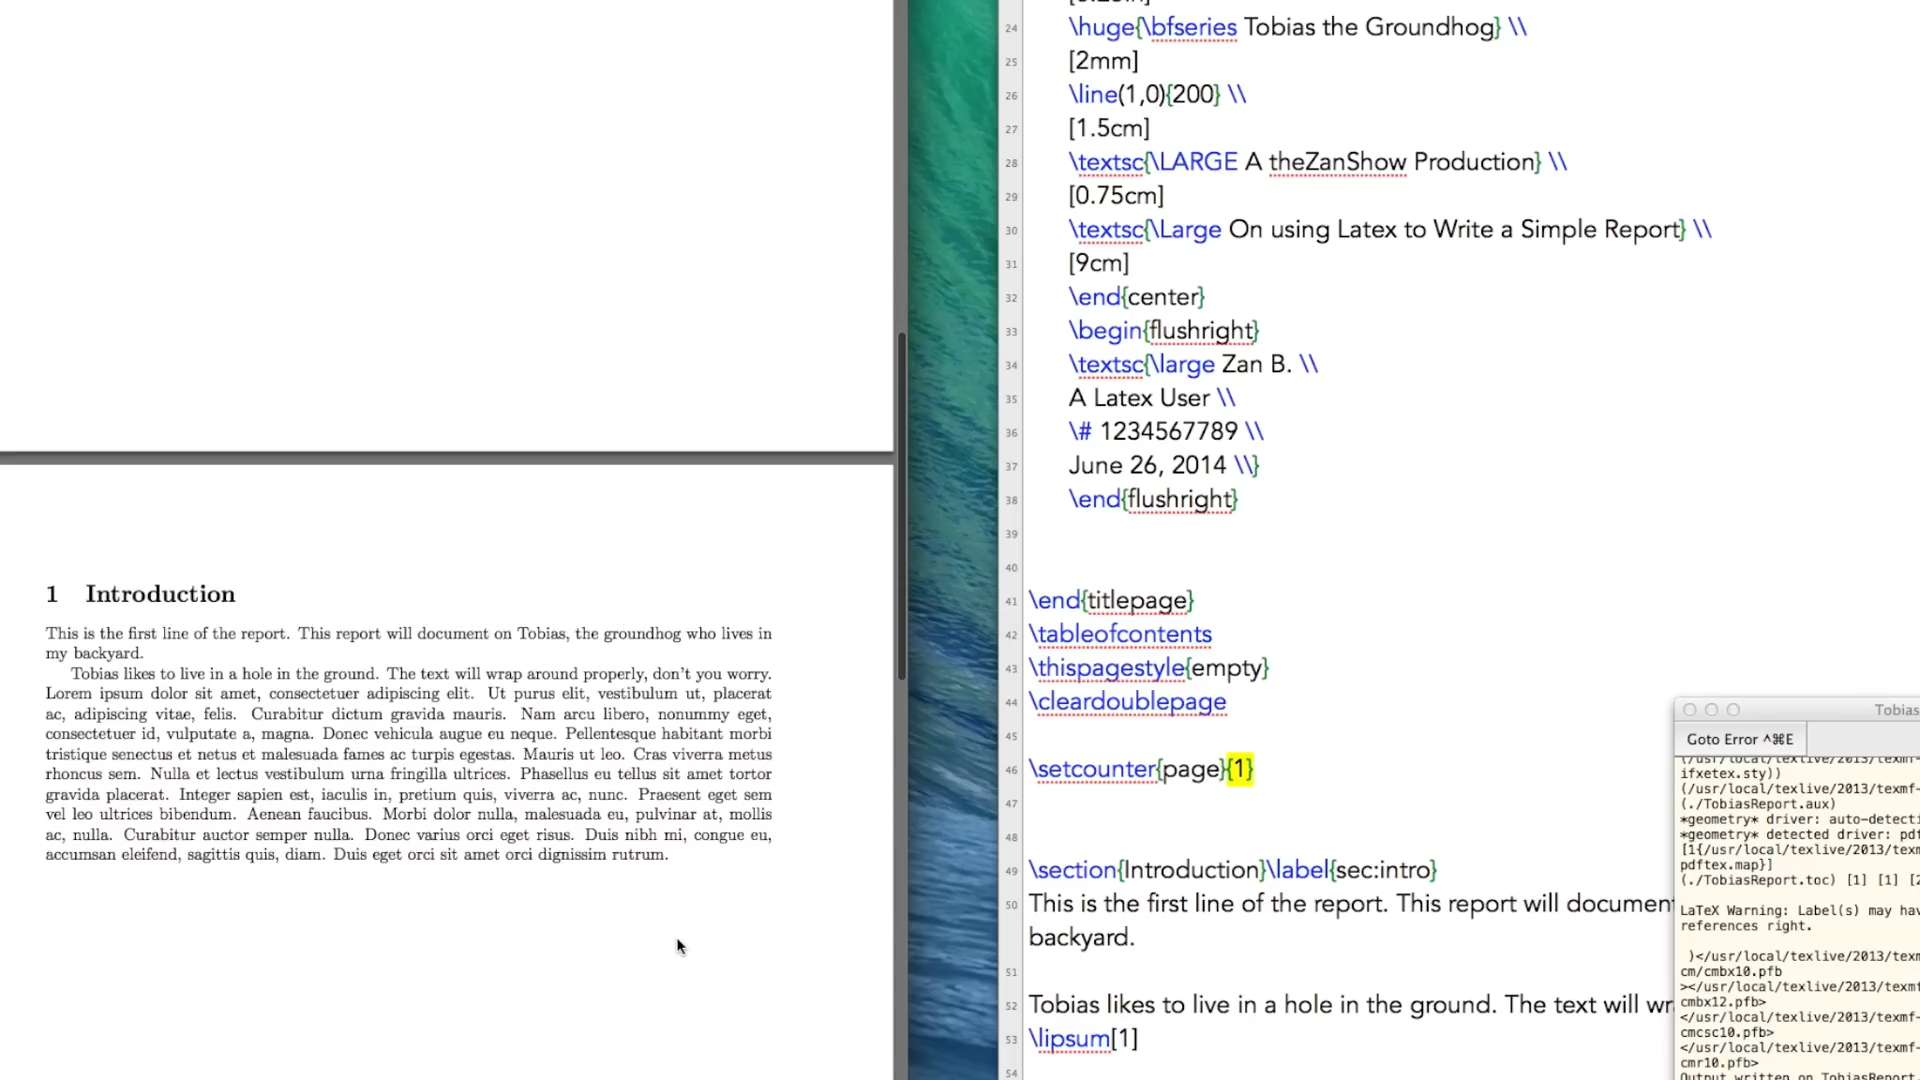 1 Introduction
This is the first line of the report. This report will document on Tobias, the groundhog who lives in
my backyard.
Tobias likes to live in a hole in the ground. The text will wrap around properly, don't you worry.
Lorem ipsum dolor sit amet, consectetuer adipiscing elit. Ut purus elit, vestibulum ut, placerat
ac, adipiscing vitae, felis. Curabitur dictum gravida mauris. Nam arcu libero, nonummy eget,
consectetuer id, vulputate a, magna. Donec vehicula augue eu neque. Pellentesque habitant morbi
tristique senectus et netus et malesuada fames ac turpis egestas. Mauris ut leo. Cras viverra metus
rhoncus sem. Nulla et lectus vestibulum urna fringilla ultrices. Phasellus eu tellus sit amet tortor
gravida placerat. Integer sapien est, iaculis in, pretium quis, viverra ac, nunc. Praesent eget sem
vel leo ultrices bibendum. Aenean faucibus. Morbi dolor nulla, malesuada eu, pulvinar at, mollis
ac, nulla. Curabitur auctor semper nulla. Donec varius orci eget risus. Duis nibh mi, congue eu,
accumsan eleifend, sagittis quis, diam. Duis eget orci sit amet orci dignissim rutrum.
24 \huge{\bfseries Tobias the Groundhog} \\
25 [2mm]
26 \line(1,0){200} \\
27 [1.5cm]
28 \textsc{\LARGE A theZanShow Production} \\
29 [0.75cm]
30 \textsc{\Large On using Latex to Write a Simple Report} \\
31 [9cm]
32 \end{center}
33 \begin{flushright}
34 \textsc{\large Zan B. \\
35 A Latex User \\
36 \# 1234567789 \\
37 June 26, 2014 \\}
38 \end{flushright}
39
40
41 \end{titlepage}
42 \tableofcontents
43 \thispagestyle{empty}
44 \cleardoublepage
45
46 \setcounter{page}{1}
47
48
49 \section{Introduction}\label{sec:intro}
50 This is the first line of the report. This report will document
backyard.
51
52 Tobias likes to live in a hole in the ground. The text will wr
53 \lipsum[1]
54
Tobias
Goto Error ^⌘E
(/usr/local/texlive/2013/texmf-
ifxetex.sty))
(/usr/local/texlive/2013/texmf-
(./TobiasReport.aux)
*geometry* driver: auto-detecti
*geometry* detected driver: pdf
[1{/usr/local/texlive/2013/texm
pdftex.map}]
(./TobiasReport.toc) [1] [1] [2
LaTeX Warning: Label(s) may hav
references right.
)</usr/local/texlive/2013/texm
cm/cmbx10.pfb
></usr/local/texlive/2013/texmf
cmbx12.pfb>
</usr/local/texlive/2013/texmf-
cmcsc10.pfb>
</usr/local/texlive/2013/texmf-
cmr10.pfb>
Output written on TobiasReport.